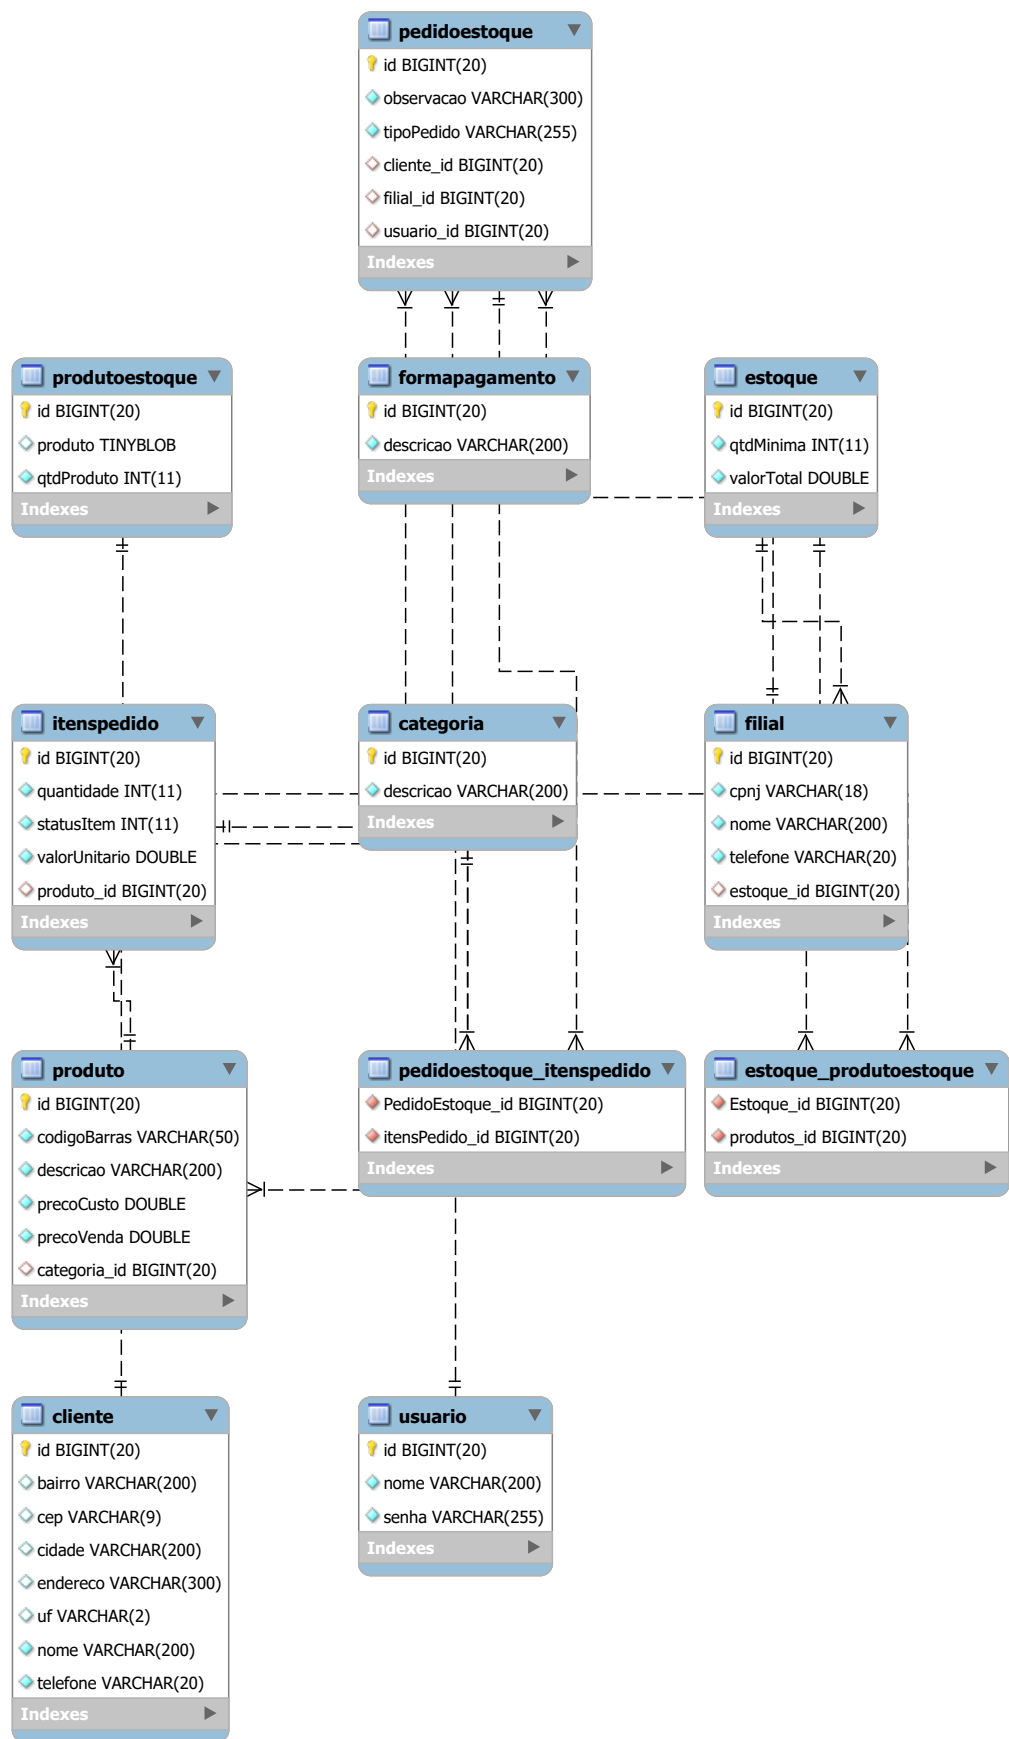 pedidoestoque
id BIGINT(20)
observacao VARCHAR(300)
tipoPedido VARCHAR(255)
cliente_id BIGINT(20)
filial_id BIGINT(20)
usuario_id BIGINT(20)
Indexes
produtoestoque
id BIGINT(20)
produto TINYBLOB
qtdProduto INT(11)
Indexes
formapagamento
id BIGINT(20)
descricao VARCHAR(200)
Indexes
estoque
id BIGINT(20)
qtdMinima INT(11)
valorTotal DOUBLE
Indexes
itenspedido
id BIGINT(20)
quantidade INT(11)
statusItem INT(11)
valorUnitario DOUBLE
produto_id BIGINT(20)
Indexes
categoria
id BIGINT(20)
descricao VARCHAR(200)
Indexes
filial
id BIGINT(20)
cpnj VARCHAR(18)
nome VARCHAR(200)
telefone VARCHAR(20)
estoque_id BIGINT(20)
Indexes
produto
id BIGINT(20)
codigoBarras VARCHAR(50)
descricao VARCHAR(200)
precoCusto DOUBLE
precoVenda DOUBLE
categoria_id BIGINT(20)
Indexes
pedidoestoque_itenspedido
PedidoEstoque_id BIGINT(20)
itensPedido_id BIGINT(20)
Indexes
estoque_produtoestoque
Estoque_id BIGINT(20)
produtos_id BIGINT(20)
Indexes
cliente
id BIGINT(20)
bairro VARCHAR(200)
cep VARCHAR(9)
cidade VARCHAR(200)
endereco VARCHAR(300)
uf VARCHAR(2)
nome VARCHAR(200)
telefone VARCHAR(20)
Indexes
usuario
id BIGINT(20)
nome VARCHAR(200)
senha VARCHAR(255)
Indexes